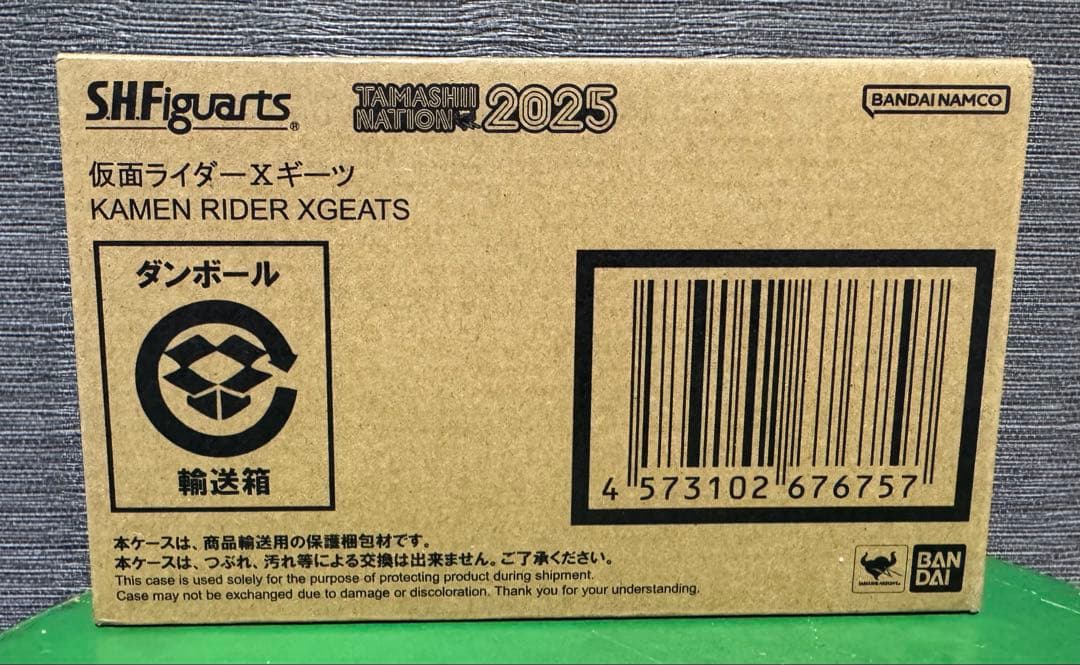 S.H.Figuarts®
TAMASHII NATION 2025
BANDAI NAMCO
仮面ライダーXギーツ
KAMEN RIDER XGEATS
ダンボール
輸送箱
4 573102 676757
本ケースは、商品輸送用の保護梱包材です。
本ケースは、つぶれ、汚れ等による交換は出来ません。ご了承ください。
This case is used solely for the purpose of protecting product during shipment.
Case may not be exchanged due to damage or discoloration. Thank you for your understanding.
TAMASHII NATIONS
BAN
DAI